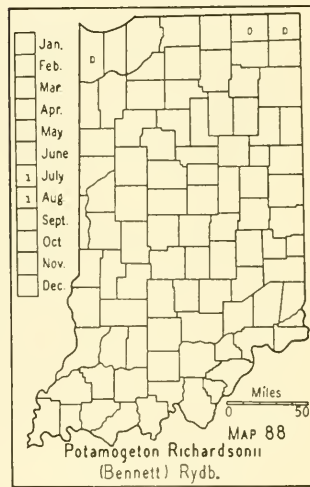 D
D D
Jan.
Feb.
Mar.
Apr.
May
June
1 July
1 Aug.
Sept.
Oct
Nov.
Dec.
Miles
0 50
MAP 88
Potamogeton Richardsonii
(Bennett) Rydb.